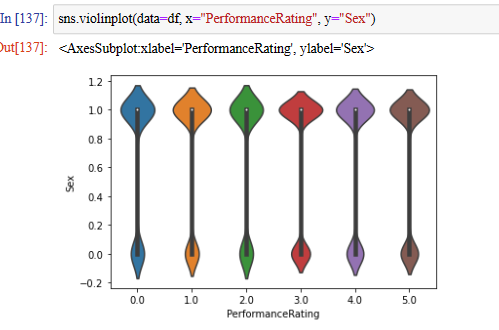 In [137]: sns.violinplot(data=df, x="PerformanceRating", y="Sex")
Out[137]: <AxesSubplot:xlabel='PerformanceRating', ylabel='Sex'>
1.2
1.0
0.8
0.6
0.4
0.2
0.0
−0.2
Sex
0.0 1.0 2.0 3.0 4.0 5.0
PerformanceRating